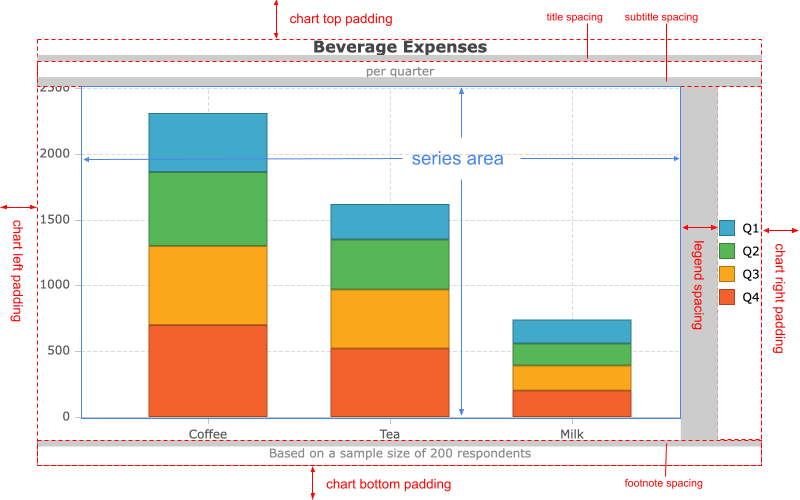 chart top padding
title spacing
subtitle spacing
Beverage Expenses
per quarter
2500
2000
1500
1000
500
0
series area
chart left padding
legend spacing
Q1
Q2
Q3
Q4
chart right padding
Coffee
Tea
Milk
Based on a sample size of 200 respondents
chart bottom padding
footnote spacing